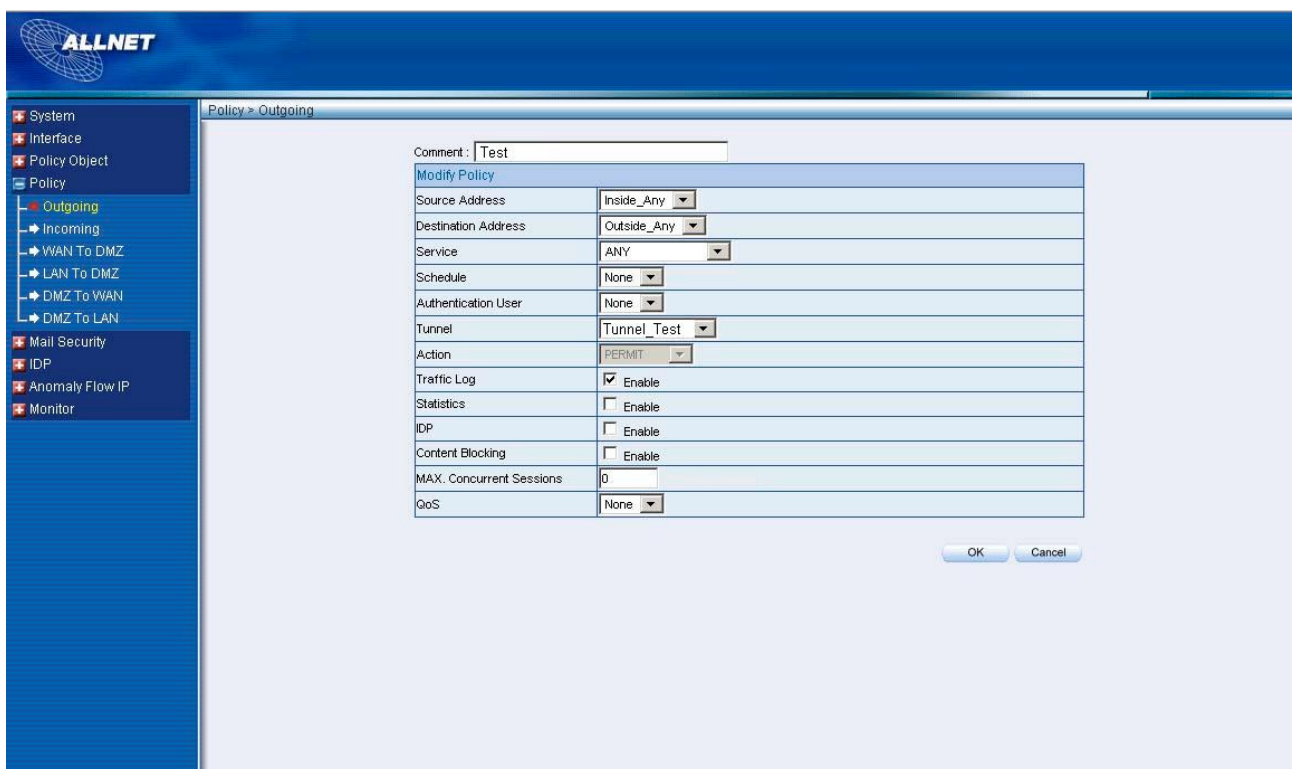 ALLNET
System
Interface
Policy Object
Policy
Outgoing
Incoming
WAN To DMZ
LAN To DMZ
DMZ To WAN
DMZ To LAN
Mail Security
IDP
Anomaly Flow IP
Monitor
Policy > Outgoing
Comment : Test
Modify Policy
Source Address Inside_Any
Destination Address Outside_Any
Service ANY
Schedule None
Authentication User None
Tunnel Tunnel_Test
Action PERMIT
Traffic Log Enable
Statistics Enable
IDP Enable
Content Blocking Enable
MAX. Concurrent Sessions 0
QoS None
OK Cancel